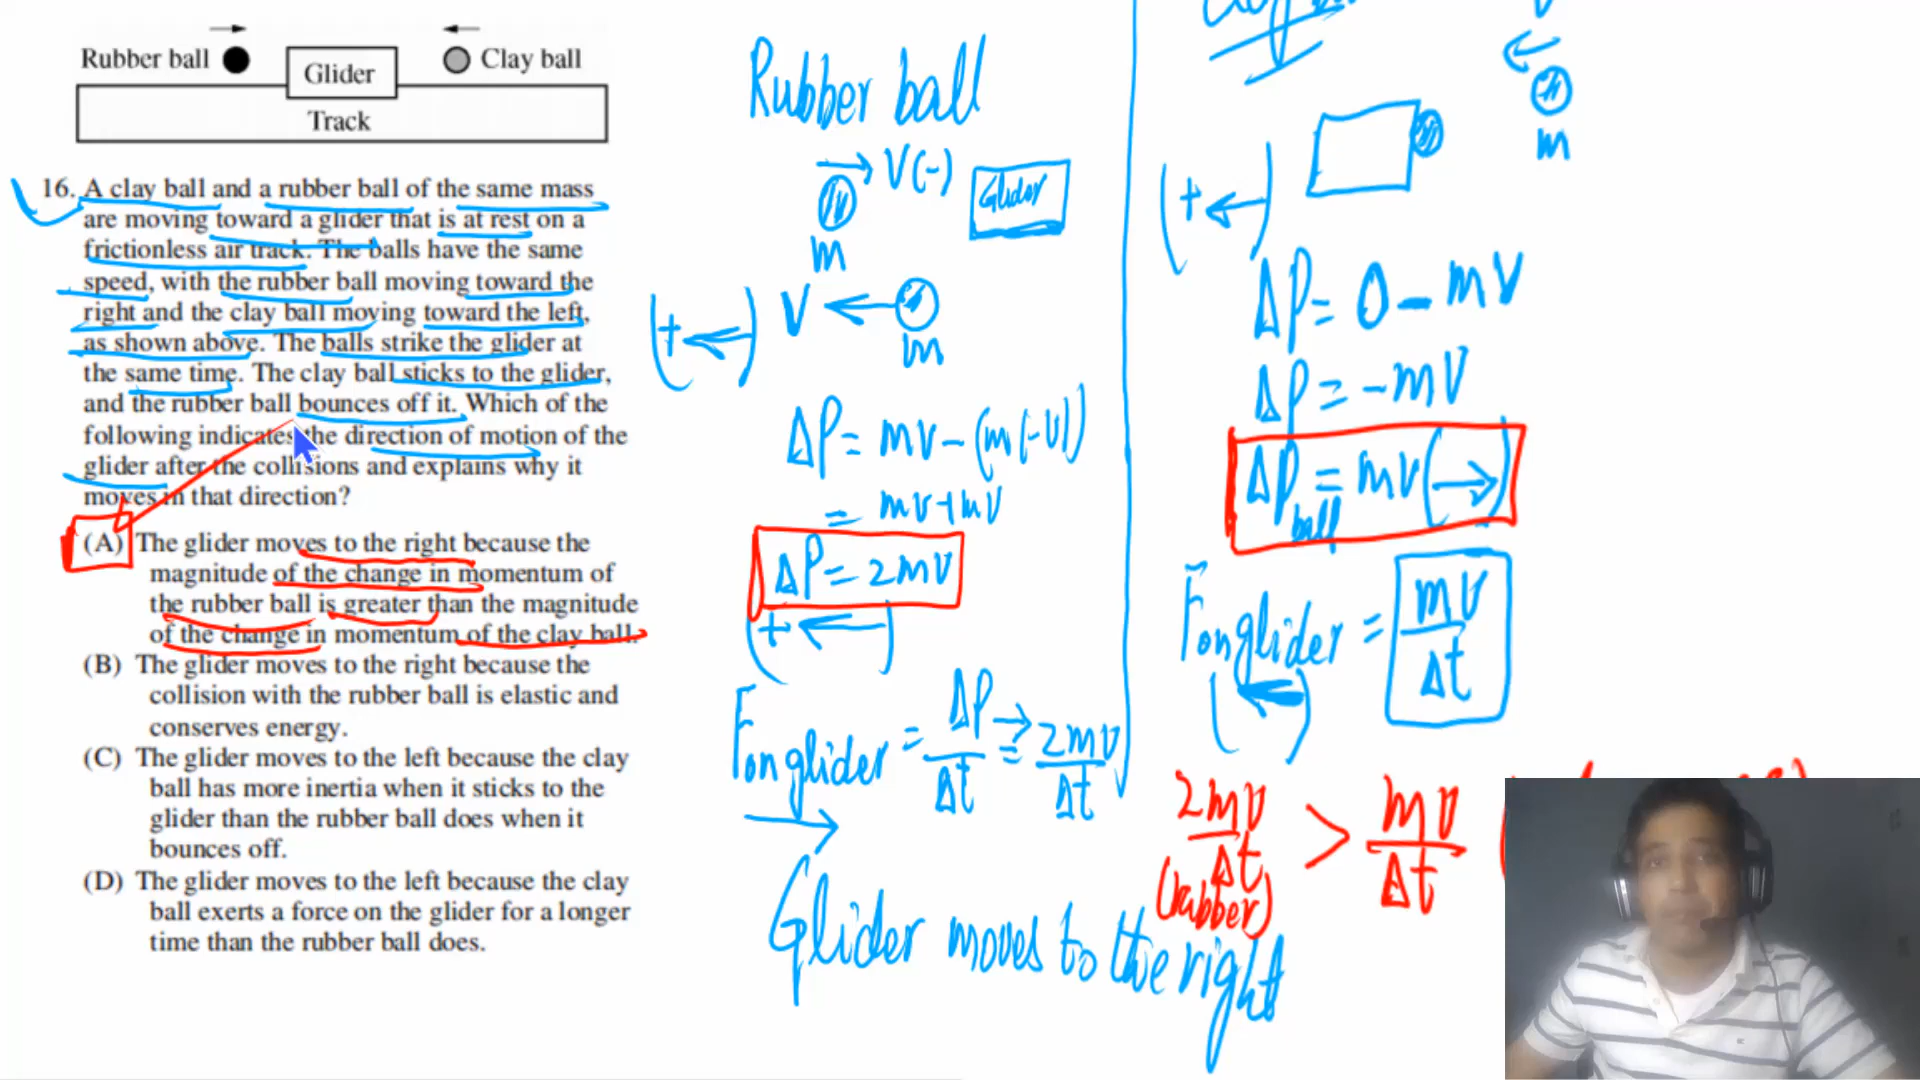 Rubber ball
Glider
Clay ball
Track
16. A clay ball and a rubber ball of the same mass
are moving toward a glider that is at rest on a
frictionless air track. The balls have the same
speed, with the rubber ball moving toward the
right and the clay ball moving toward the left,
as shown above. The balls strike the glider at
the same time. The clay ball sticks to the glider,
and the rubber ball bounces off it. Which of the
following indicates the direction of motion of the
glider after the collisions and explains why it
moves in that direction?
(A) The glider moves to the right because the
magnitude of the change in momentum of
the rubber ball is greater than the magnitude
of the change in momentum of the clay ball.
(B) The glider moves to the right because the
collision with the rubber ball is elastic and
conserves energy.
(C) The glider moves to the left because the clay
ball has more inertia when it sticks to the
glider than the rubber ball does when it
bounces off.
(D) The glider moves to the left because the clay
ball exerts a force on the glider for a longer
time than the rubber ball does.
Rubber ball
→ V(-)
Glider
m
(+ ←) V ←
m
ΔP = mv - (m(-v))
= mv + mv
ΔP = 2mv
(+ ←)
F on glider = ΔP/Δt → = 2mv/Δt
→
Glider moves to the right
←
m
(+ ←)
ΔP = 0 - mv
ΔP = -mv
ΔP ball = mv (→)
F on glider = mv/Δt
(←)
2mv/Δt > mv/Δt
(rubber)